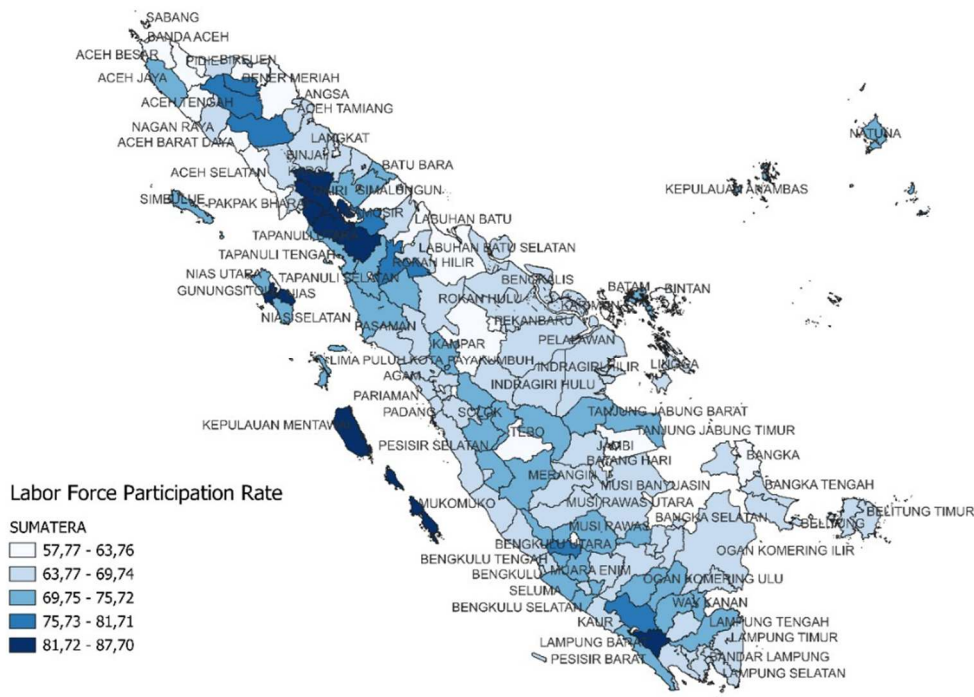 SABANG
BANDA ACEH
ACEH BESAR
PIDIE
BIREUEN
ACEH JAYA
BENER MERIAH
LANGSA
ACEH TENGAH
ACEH TAMIANG
NAGAN RAYA
LANGKAT
ACEH BARAT DAYA
BINJAI
BATU BARA
ACEH SELATAN
SIMALUNGUN
SIMEULUE
PAKPAK BHARAT
LABUHAN BATU
TAPANULI
LABUHAN BATU SELATAN
TAPANULI TENGAH
ROKAN HILIR
NIAS UTARA
TAPANULI SELATAN
BENGKALIS
GUNUNGSITOLI
NIAS
ROKAN HULU
BATAM
BINTAN
NIAS SELATAN
PASAMAN
PEKANBARU
KAMPAR
PELALAWAN
LIMA PULUH KOTA
PAYAKUMBUH
INDRAGIRI HILIR
LINGGA
AGAM
INDRAGIRI HULU
PARIAMAN
PADANG
SOLOK
TANJUNG JABUNG BARAT
KEPULAUAN MENTAWAI
TEBO
TANJUNG JABUNG TIMUR
PESISIR SELATAN
JAMBI
BATANG HARI
BANGKA
MERANGIN
MUSI BANYUASIN
BANGKA TENGAH
MUKOMUKO
MUSI RAWAS UTARA
BELITUNG TIMUR
MUSI RAWAS
BANGKA SELATAN
BELITUNG
BENGKULU UTARA
OGAN KOMERING ILIR
BENGKULU TENGAH
MUARA ENIM
BENGKULU
OGAN KOMERING ULU
SELUMA
BENGKULU SELATAN
WAY KANAN
KAUR
LAMPUNG TENGAH
LAMPUNG BARAT
LAMPUNG TIMUR
PESISIR BARAT
BANDAR LAMPUNG
LAMPUNG SELATAN
NATUNA
KEPULAUAN ANAMBAS
Labor Force Participation Rate
SUMATERA
57,77 - 63,76
63,77 - 69,74
69,75 - 75,72
75,73 - 81,71
81,72 - 87,70